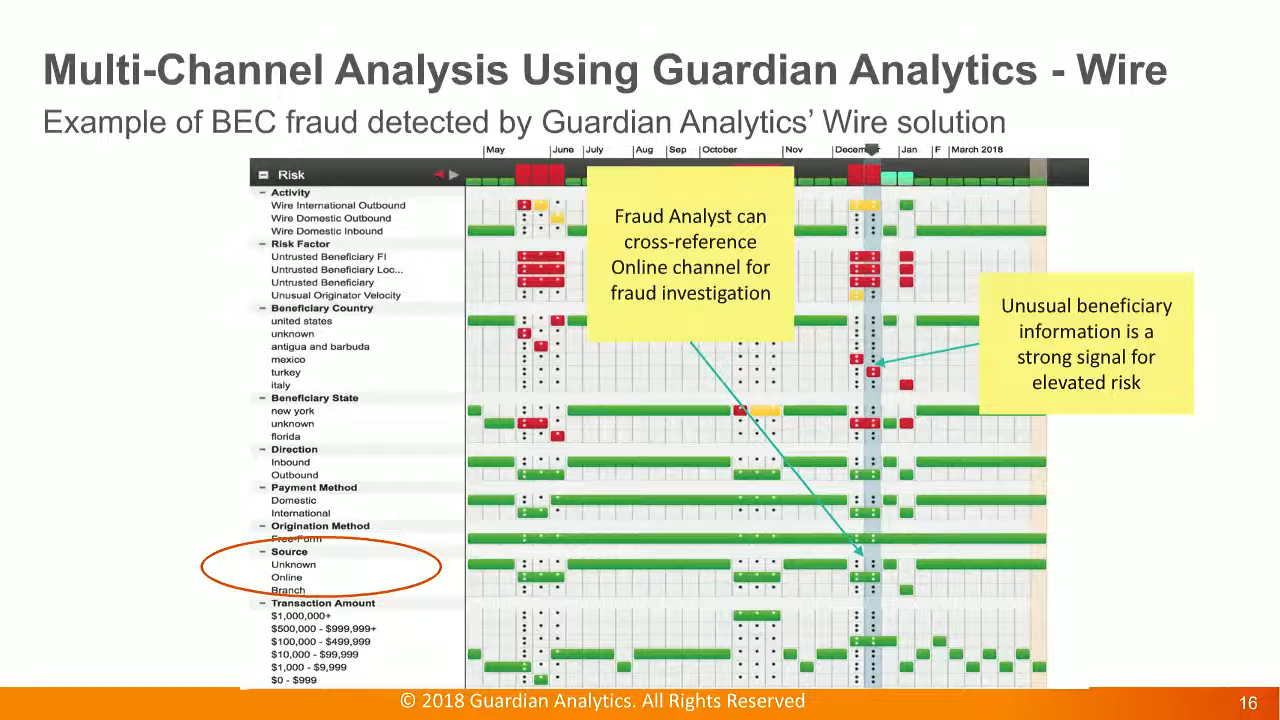 Multi-Channel Analysis Using Guardian Analytics - Wire
Example of BEC fraud detected by Guardian Analytics’ Wire solution
May June July Aug Sep October Nov December Jan F March 2018
Risk
Activity
Wire International Outbound
Wire Domestic Outbound
Wire Domestic Inbound
Risk Factor
Untrusted Beneficiary FI
Untrusted Beneficiary Loc...
Untrusted Beneficiary
Unusual Originator Velocity
Beneficiary Country
united states
unknown
antigua and barbuda
mexico
turkey
italy
Beneficiary State
new york
unknown
florida
Direction
Inbound
Outbound
Payment Method
Domestic
International
Origination Method
Free-Form
Source
Unknown
Online
Branch
Transaction Amount
$1,000,000+
$500,000 - $999,999+
$100,000 - $499,999
$10,000 - $99,999
$1,000 - $9,999
$0 - $999
Fraud Analyst can
cross-reference
Online channel for
fraud investigation
Unusual beneficiary
information is a
strong signal for
elevated risk
© 2018 Guardian Analytics. All Rights Reserved
16